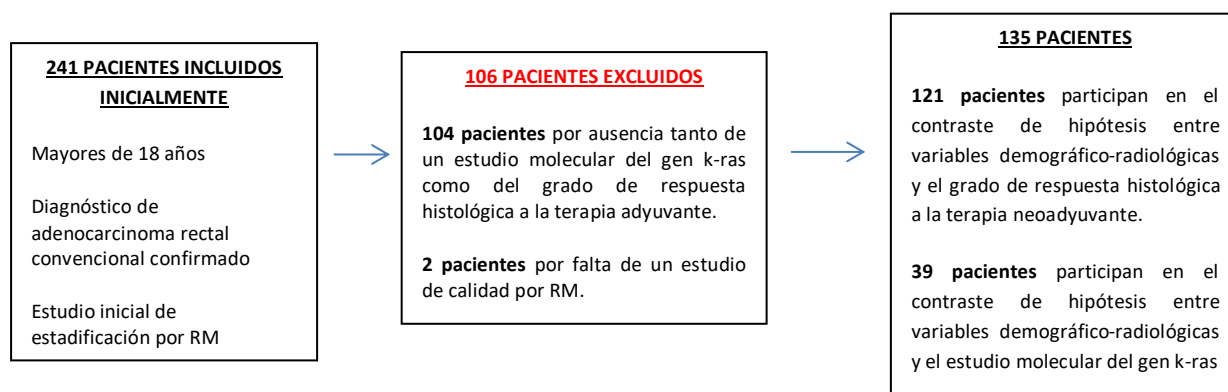 241 PACIENTES INCLUIDOS
INICIALMENTE
Mayores de 18 años
Diagnóstico de
adenocarcinoma rectal
convencional confirmado
Estudio inicial de
estadificación por RM
106 PACIENTES EXCLUIDOS
104 pacientes por ausencia tanto de
un estudio molecular del gen k-ras
como del grado de respuesta
histológica a la terapia adyuvante.
2 pacientes por falta de un estudio
de calidad por RM.
135 PACIENTES
121 pacientes participan en el
contraste de hipótesis entre
variables demográfico-radiológicas
y el grado de respuesta histológica
a la terapia neoadyuvante.
39 pacientes participan en el
contraste de hipótesis entre
variables demográfico-radiológicas
y el estudio molecular del gen k-ras